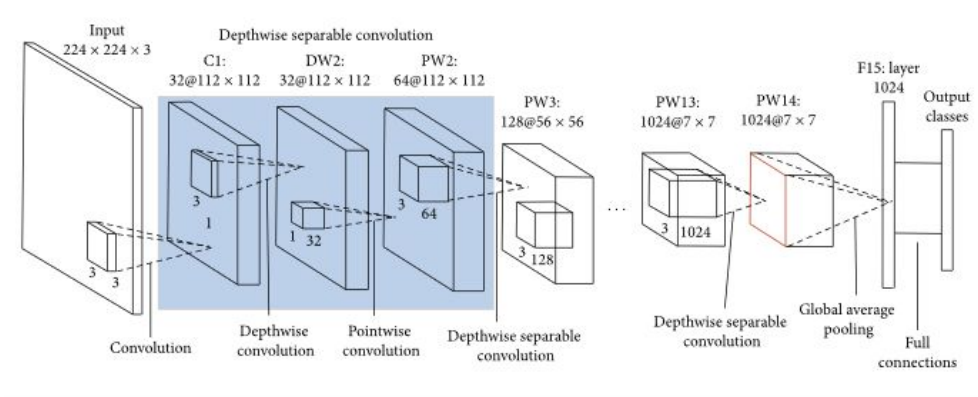 Input
224 × 224 × 3
Depthwise separable convolution
C1:
32@112 × 112
DW2:
32@112 × 112
PW2:
64@112 × 112
PW3:
128@56 × 56
PW13:
1024@7 × 7
PW14:
1024@7 × 7
F15: layer
1024
Output
classes
3
3
3
1
1
32
3
64
3
128
...
3
1024
Convolution
Depthwise
convolution
Pointwise
convolution
Depthwise separable
convolution
Depthwise separable
convolution
Global average
pooling
Full
connections